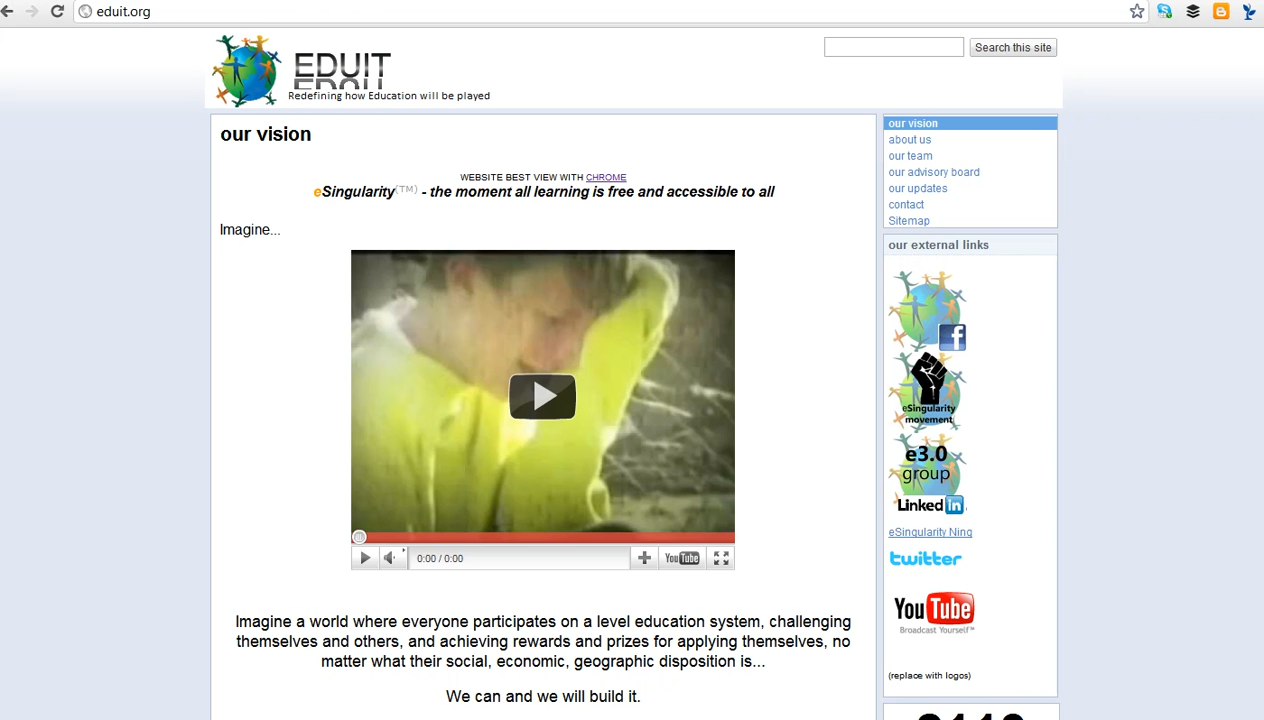 eduit.org
EDUIT
Redefining how Education will be played
Search this site
our vision
WEBSITE BEST VIEW WITH CHROME
eSingularity(TM) - the moment all learning is free and accessible to all
Imagine...
0:00 / 0:00
YouTube
Imagine a world where everyone participates on a level education system, challenging
themselves and others, and achieving rewards and prizes for applying themselves, no
matter what their social, economic, geographic disposition is...
We can and we will build it.
our vision
about us
our team
our advisory board
our updates
contact
Sitemap
our external links
f
eSingularity
movement
e3.0
group
Linked in
eSingularity Ning
twitter
YouTube
Broadcast Yourself™
(replace with logos)